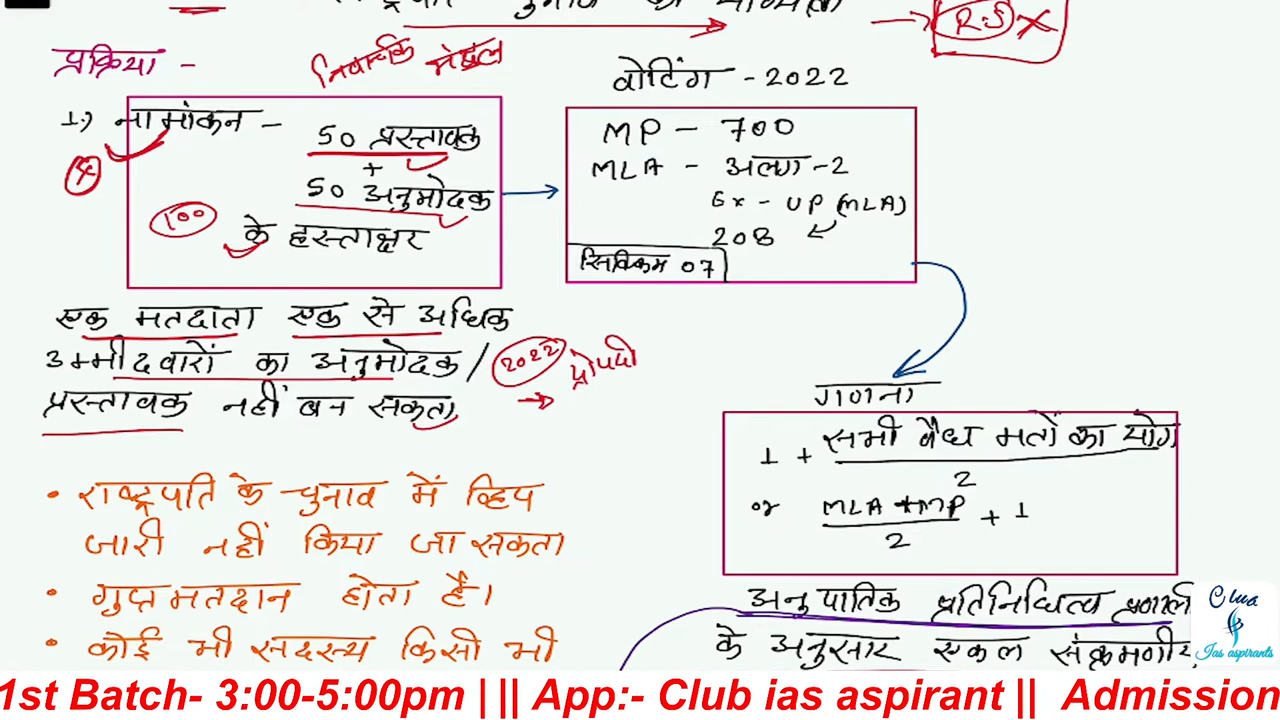 राष्ट्रपति चुनाव की योग्यता
→ R.S ✗
प्रक्रिया -
निर्वाचक मंडल
वोटिंग - 2022
1.) नामांकन -
50 प्रस्तावक
+
50 अनुमोदक
100
के हस्ताक्षर
MP - 700
MLA - अलग - 2
Ex - UP (MLA)
208
सिक्किम 07
एक मतदाता एक से अधिक
उम्मीदवारों का अनुमोदक /
प्रस्तावक नहीं बन सकता
2022
गणना
1 + सभी वैध मतों का योग
2
or MLA + MP + 1
2
• राष्ट्रपति के चुनाव में व्हिप
जारी नहीं किया जा सकता
• गुप्त मतदान होता है।
• कोई भी सदस्य किसी भी
अनुपातिक प्रतिनिधित्व प्रणाली
के अनुसार एकल संक्रमणीय
Club
Ias aspirants
1st Batch- 3:00-5:00pm | || App:- Club ias aspirant || Admission